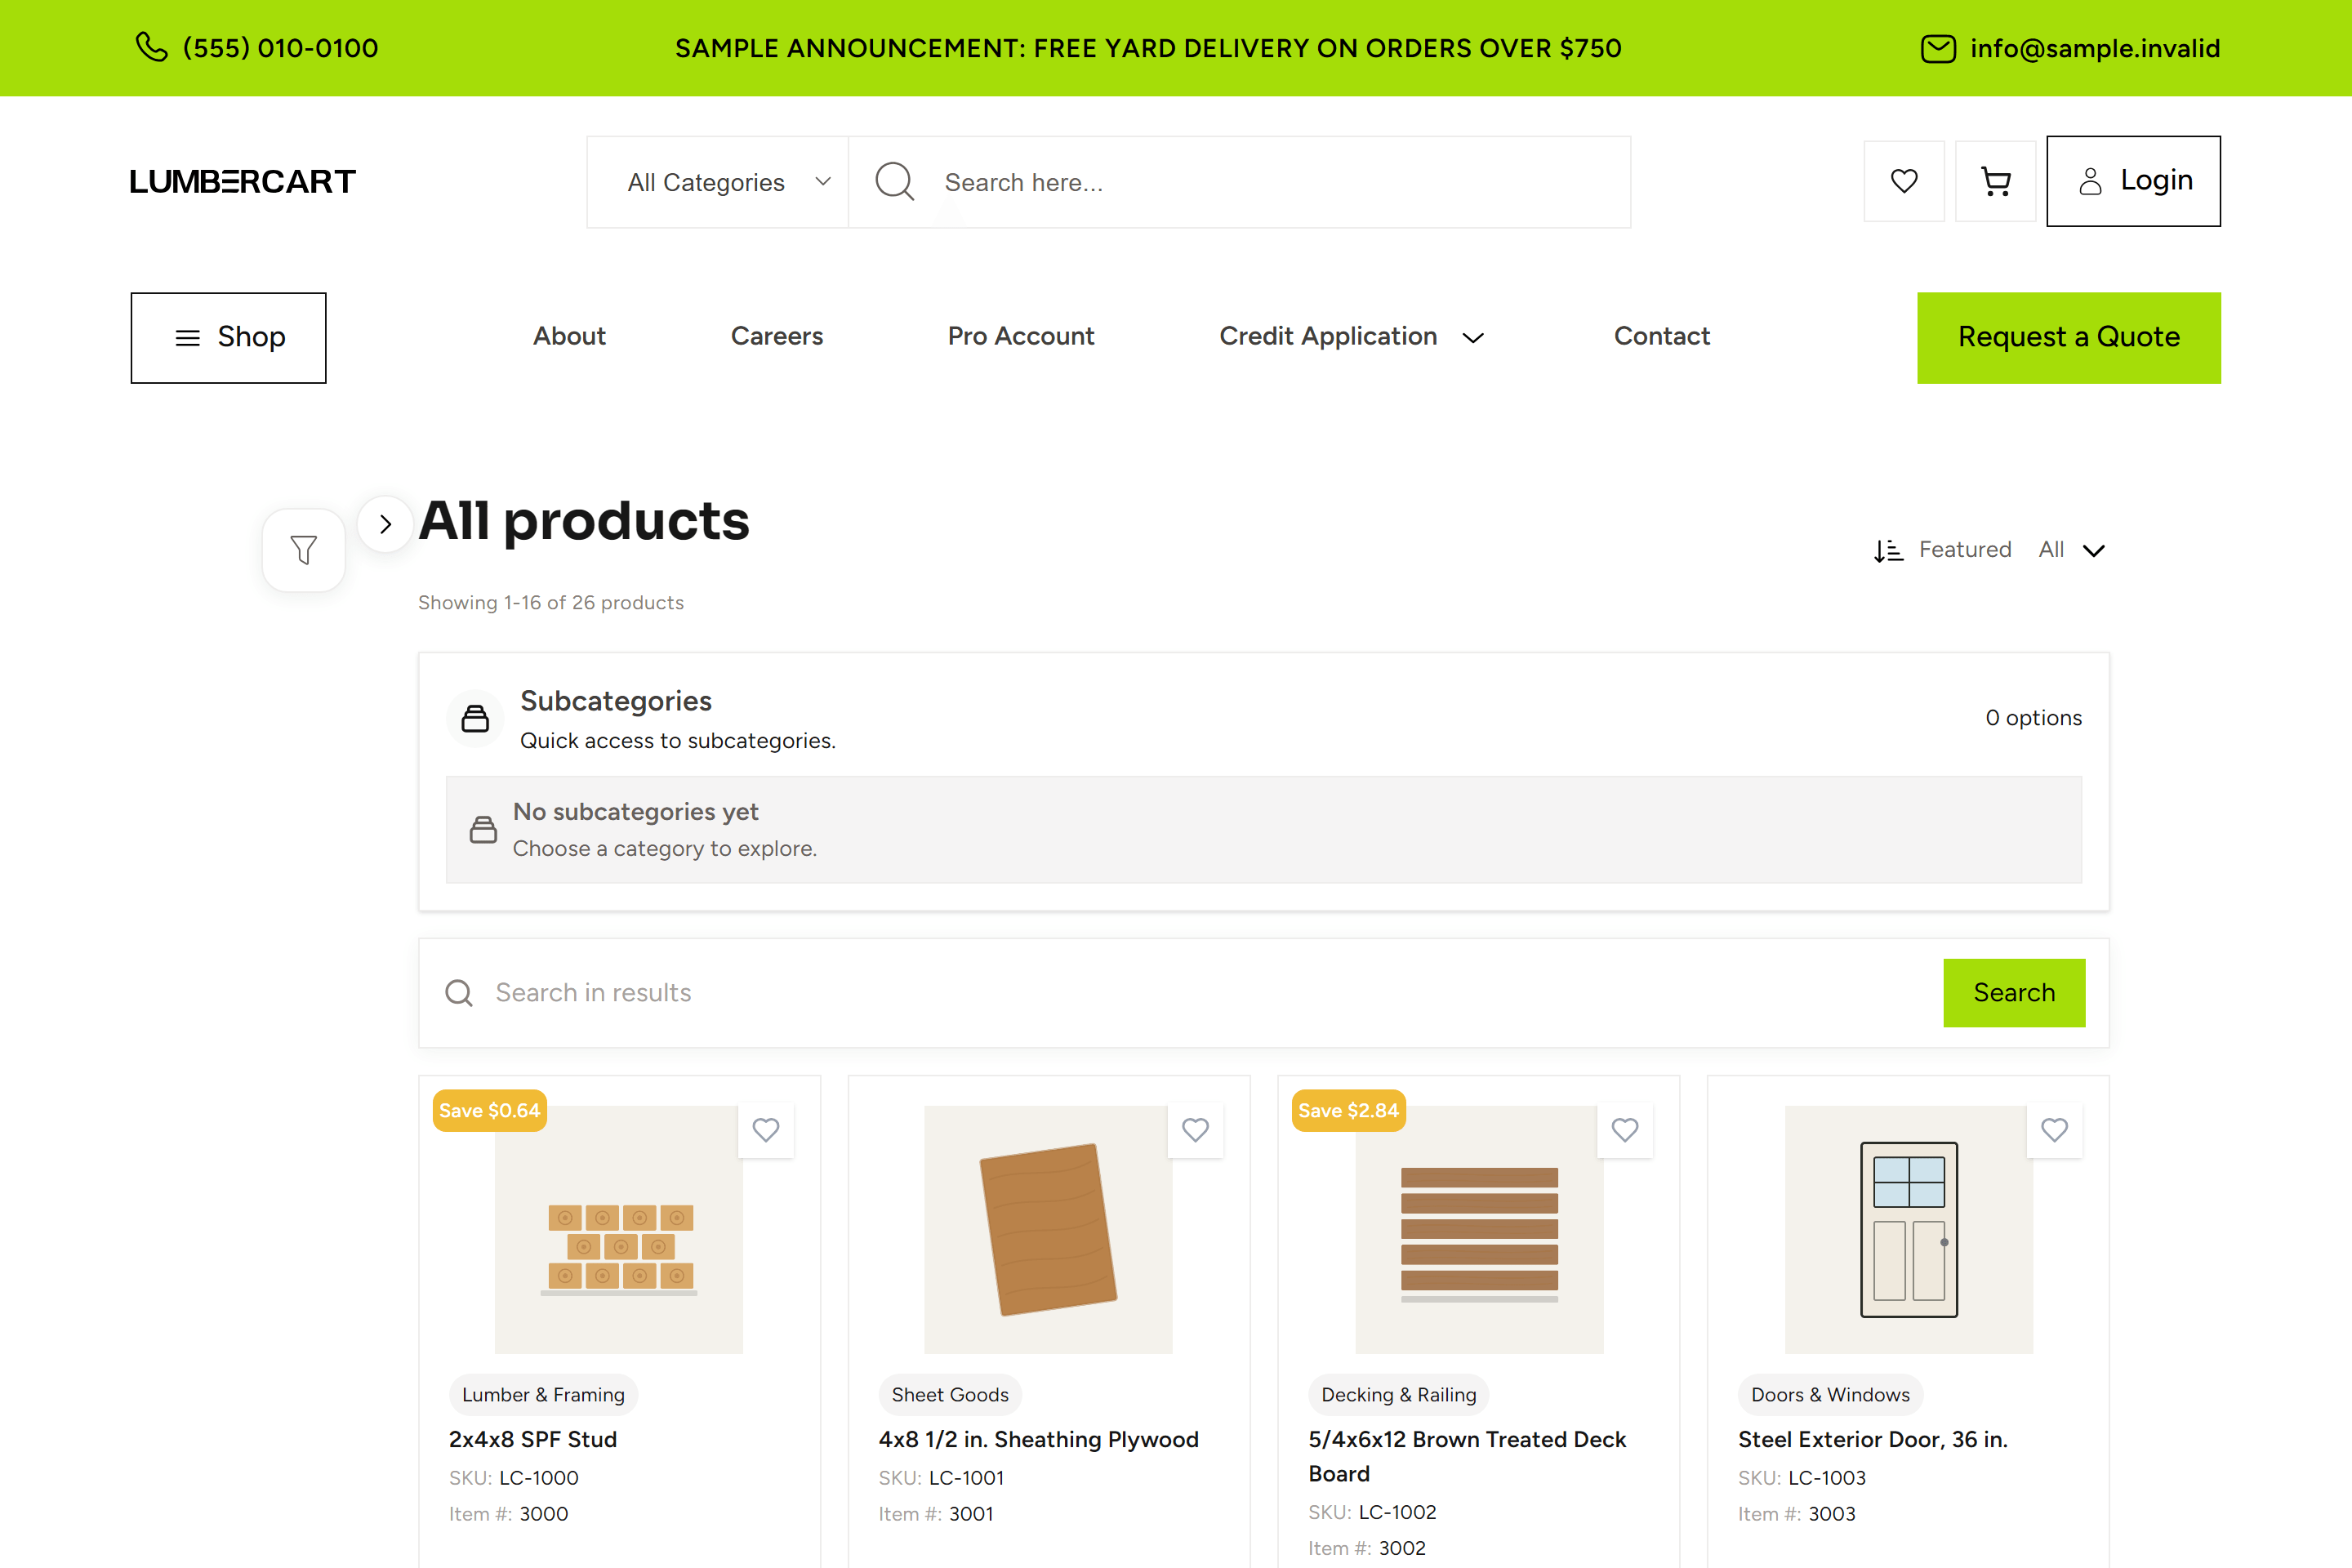 (555) 010-0100
SAMPLE ANNOUNCEMENT: FREE YARD DELIVERY ON ORDERS OVER $750
info@sample.invalid
LUMBERCART
All Categories
Search here...
Login
Shop
About
Careers
Pro Account
Credit Application
Contact
Request a Quote
All products
Featured
All
Showing 1-16 of 26 products
Subcategories
Quick access to subcategories.
0 options
No subcategories yet
Choose a category to explore.
Search in results
Search
Save $0.64
Lumber & Framing
2x4x8 SPF Stud
SKU: LC-1000
Item #: 3000
Sheet Goods
4x8 1/2 in. Sheathing Plywood
SKU: LC-1001
Item #: 3001
Save $2.84
Decking & Railing
5/4x6x12 Brown Treated Deck
Board
SKU: LC-1002
Item #: 3002
Doors & Windows
Steel Exterior Door, 36 in.
SKU: LC-1003
Item #: 3003